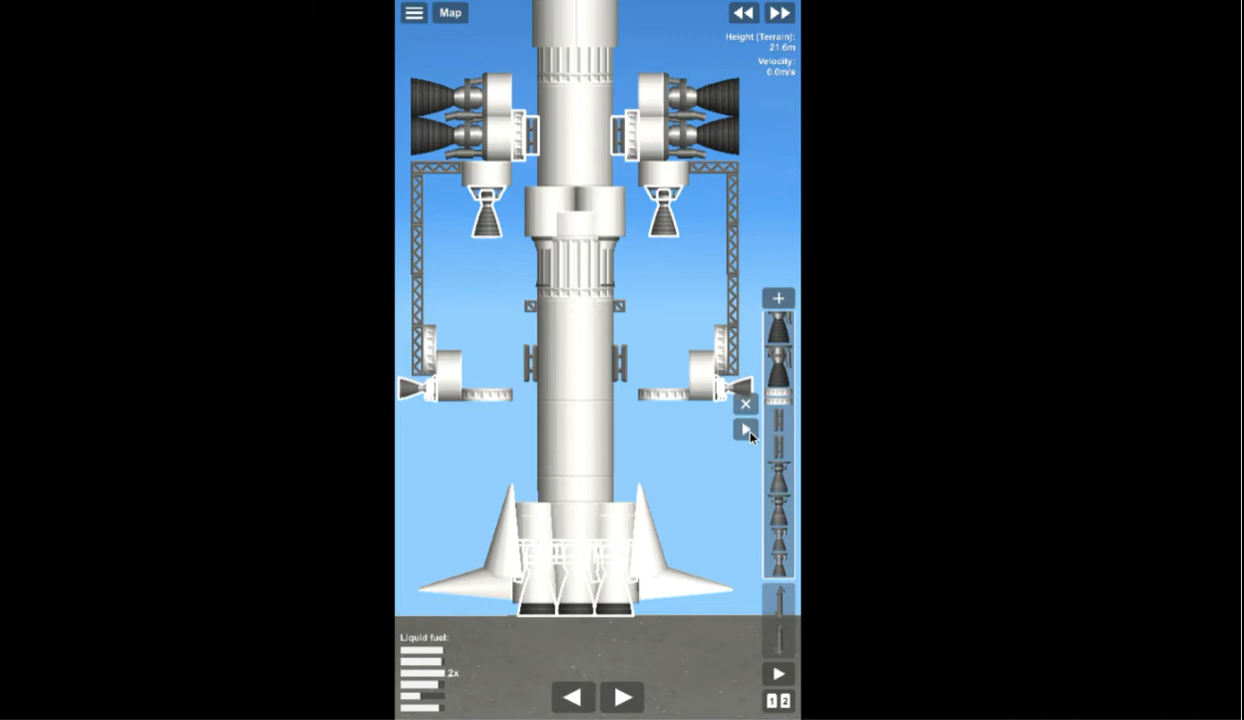 Map
Height (Terrain):
21.6m
Velocity:
0.0m/s
Liquid fuel:
2x
1 2